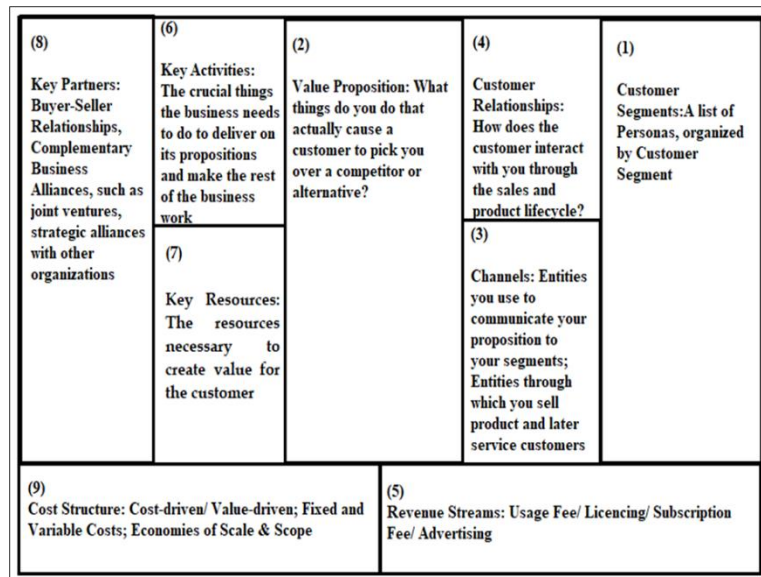 (8)
Key Partners:
Buyer-Seller
Relationships,
Complementary
Business
Alliances, such as
joint ventures,
strategic alliances
with other
organizations
(6)
Key Activities:
The crucial things
the business needs
to do to deliver on
its propositions
and make the rest
of the business
work
(7)
Key Resources:
The resources
necessary to
create value for
the customer
(2)
Value Proposition: What
things do you do that
actually cause a
customer to pick you
over a competitor or
alternative?
(4)
Customer
Relationships:
How does the
customer interact
with you through
the sales and
product lifecycle?
(3)
Channels: Entities
you use to
communicate your
proposition to
your segments;
Entities through
which you sell
product and later
service customers
(1)
Customer
Segments:A list of
Personas, organized
by Customer
Segment
(9)
Cost Structure: Cost-driven/ Value-driven; Fixed and
Variable Costs; Economies of Scale & Scope
(5)
Revenue Streams: Usage Fee/ Licencing/ Subscription
Fee/ Advertising